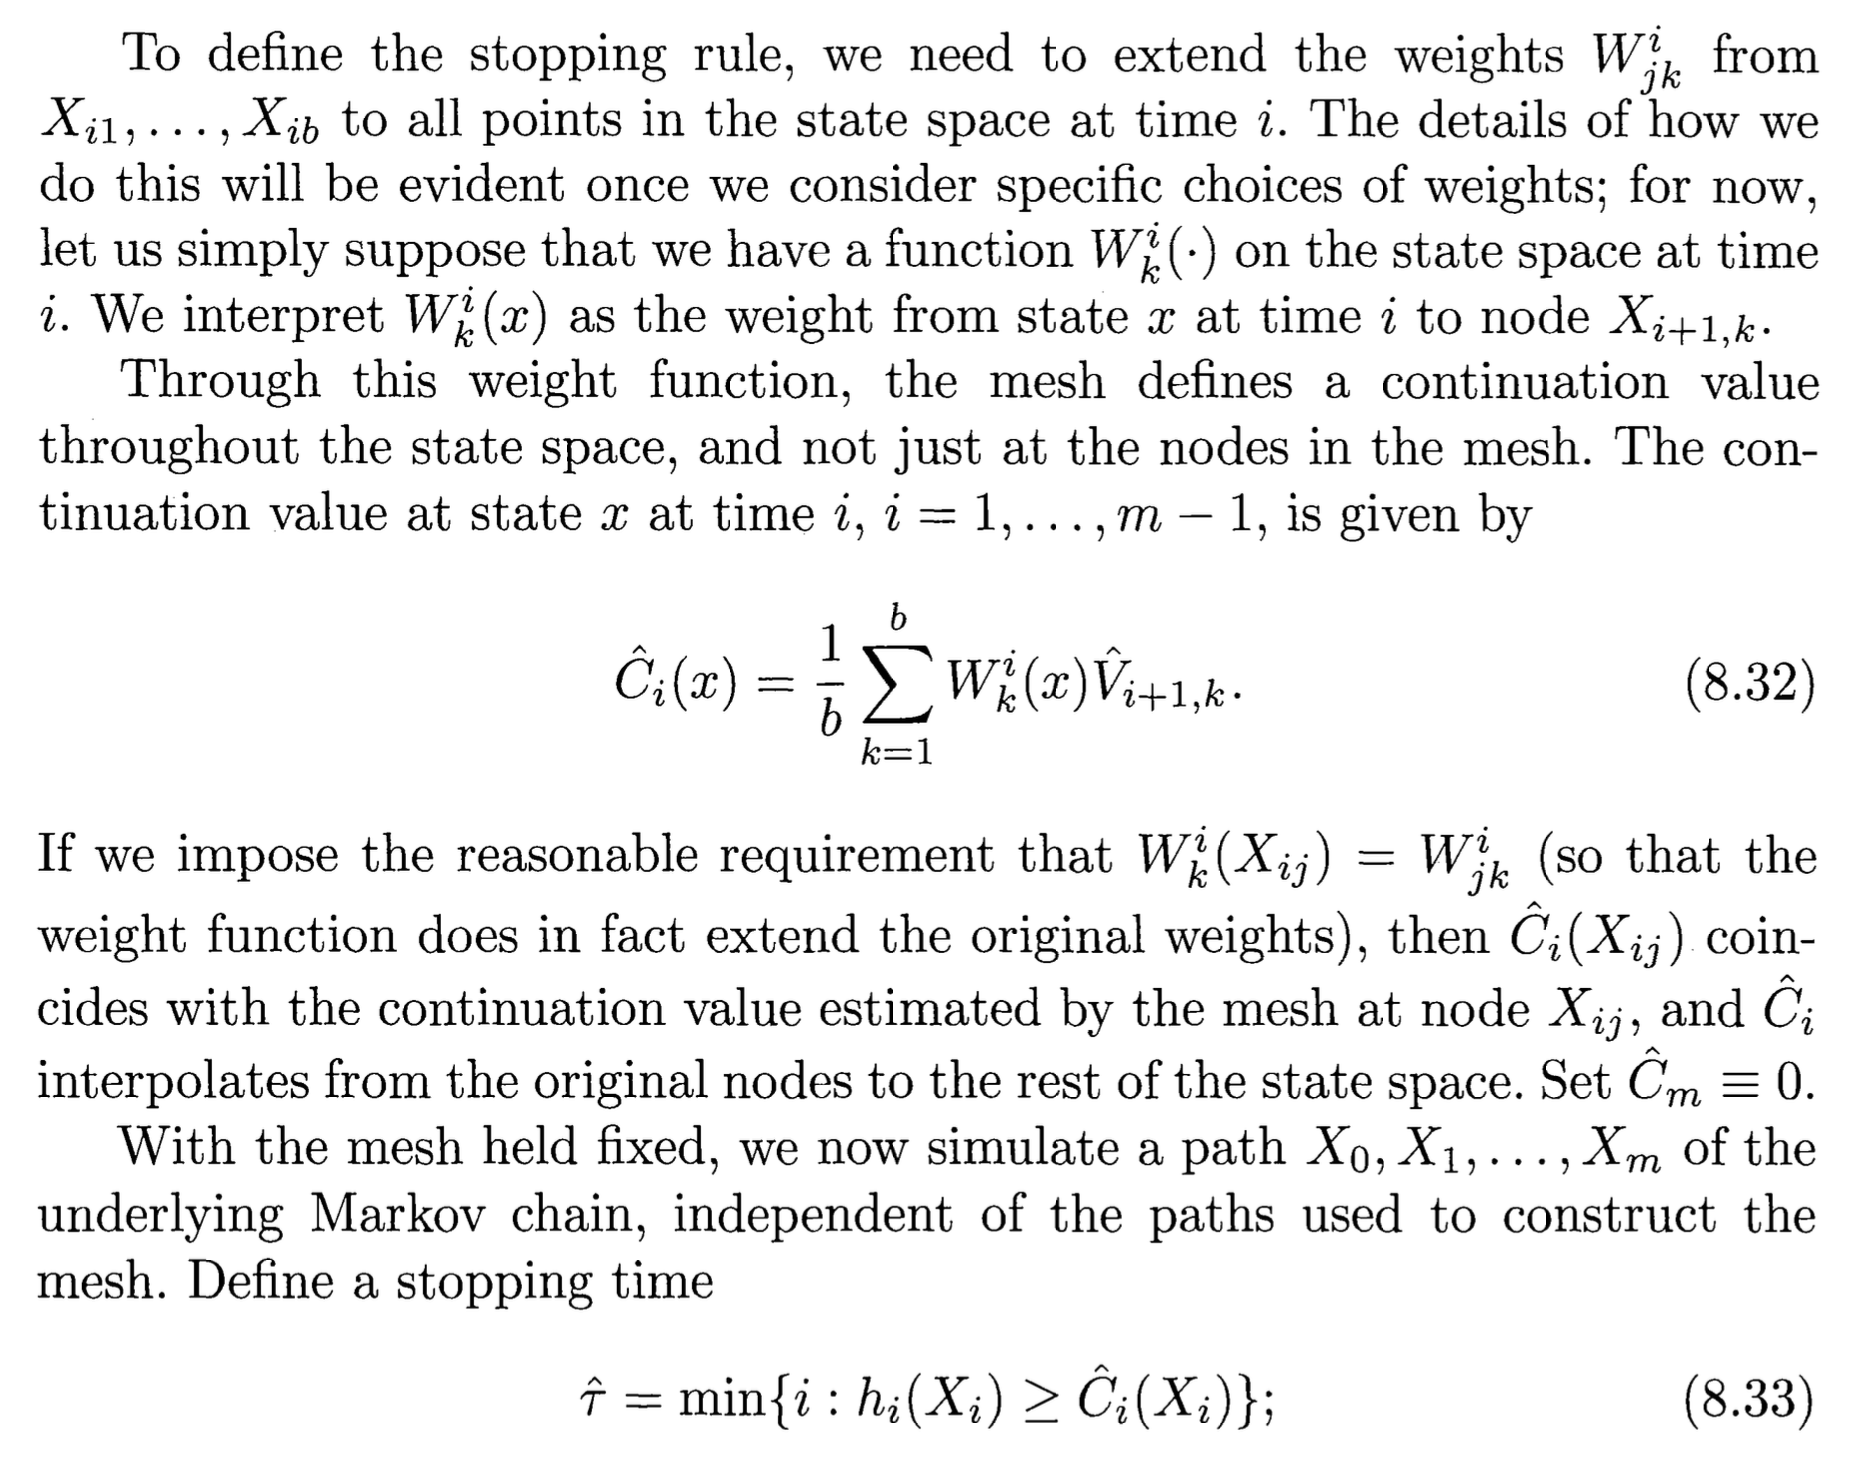 To define the stopping rule, we need to extend the weights $W^i_{jk}$ from
$X_{i1}, \ldots, X_{ib}$ to all points in the state space at time $i$. The details of how we
do this will be evident once we consider specific choices of weights; for now,
let us simply suppose that we have a function $W^i_k(\cdot)$ on the state space at time
$i$. We interpret $W^i_k(x)$ as the weight from state $x$ at time $i$ to node $X_{i+1,k}$.
Through this weight function, the mesh defines a continuation value
throughout the state space, and not just at the nodes in the mesh. The con-
tinuation value at state $x$ at time $i$, $i = 1, \ldots, m - 1$, is given by
$\hat{C}_i(x) = \frac{1}{b} \sum_{k=1}^{b} W^i_k(x) \hat{V}_{i+1,k}.$ (8.32)
If we impose the reasonable requirement that $W^i_k(X_{ij}) = W^i_{jk}$ (so that the
weight function does in fact extend the original weights), then $\hat{C}_i(X_{ij})$ coin-
cides with the continuation value estimated by the mesh at node $X_{ij}$, and $\hat{C}_i$
interpolates from the original nodes to the rest of the state space. Set $\hat{C}_m \equiv 0$.
With the mesh held fixed, we now simulate a path $X_0, X_1, \ldots, X_m$ of the
underlying Markov chain, independent of the paths used to construct the
mesh. Define a stopping time
$\hat{\tau} = \min\{i : h_i(X_i) \geq \hat{C}_i(X_i)\};$ (8.33)